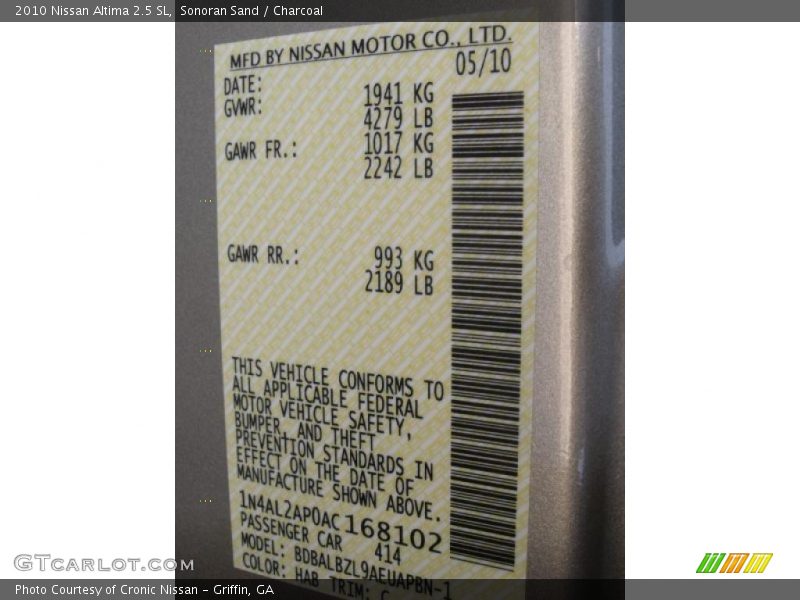 2010 Nissan Altima 2.5 SL, Sonoran Sand / Charcoal
MFD BY NISSAN MOTOR CO., LTD.
DATE: 05/10
GVWR: 1941 KG
4279 LB
GAWR FR.: 1017 KG
2242 LB
GAWR RR.: 993 KG
2189 LB
THIS VEHICLE CONFORMS TO
ALL APPLICABLE FEDERAL
MOTOR VEHICLE SAFETY,
BUMPER, AND THEFT
PREVENTION STANDARDS IN
EFFECT ON THE DATE OF
MANUFACTURE SHOWN ABOVE.
1N4AL2AP0AC168102
PASSENGER CAR 414
MODEL: BDBALBZL9AEUAPBN-1
COLOR: HAB TRIM: C
GTcarlot.com
Photo Courtesy of Cronic Nissan - Griffin, GA